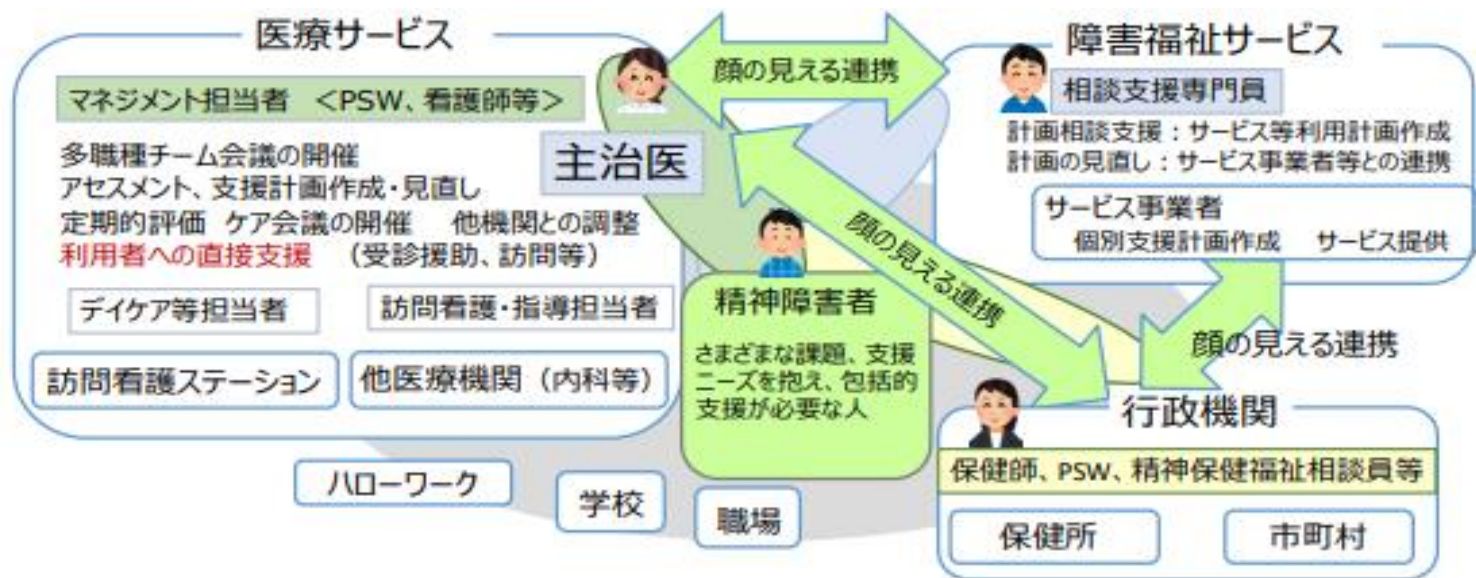 医療サービス
マネジメント担当者 <PSW、看護師等>
多職種チーム会議の開催
アセスメント、支援計画作成・見直し
定期的評価 ケア会議の開催 他機関との調整
利用者への直接支援 (受診援助、訪問等)
主治医
デイケア等担当者
訪問看護・指導担当者
訪問看護ステーション
他医療機関(内科等)
顔の見える連携
障害福祉サービス
相談支援専門員
計画相談支援:サービス等利用計画作成
計画の見直し:サービス事業者等との連携
サービス事業者
個別支援計画作成 サービス提供
顔の見える連携
精神障害者
さまざまな課題、支援
ニーズを抱え、包括的
支援が必要な人
顔の見える連携
行政機関
保健師、PSW、精神保健福祉相談員等
保健所
市町村
ハローワーク
学校
職場